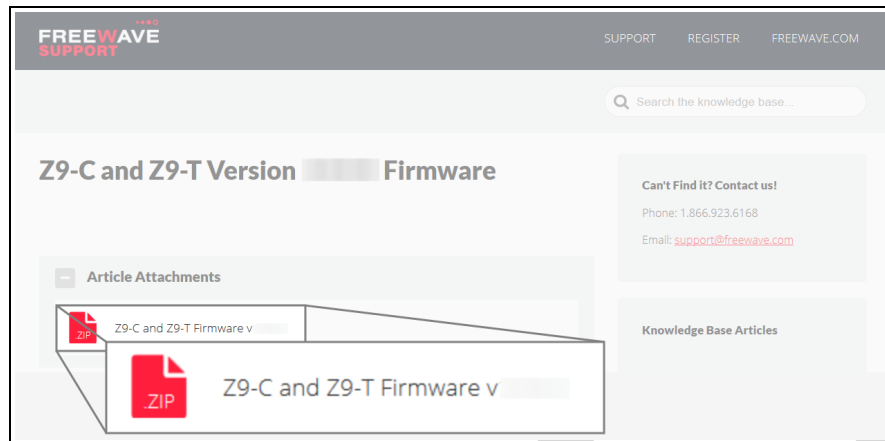 FREEWAVE
SUPPORT
SUPPORT REGISTER FREEWAVE.COM
Search the knowledge base...
Z9-C and Z9-T Version Firmware
Can't Find it? Contact us!
Phone: 1.866.923.6168
Email: support@freewave.com
Article Attachments
.ZIP Z9-C and Z9-T Firmware v
.ZIP Z9-C and Z9-T Firmware v
Knowledge Base Articles